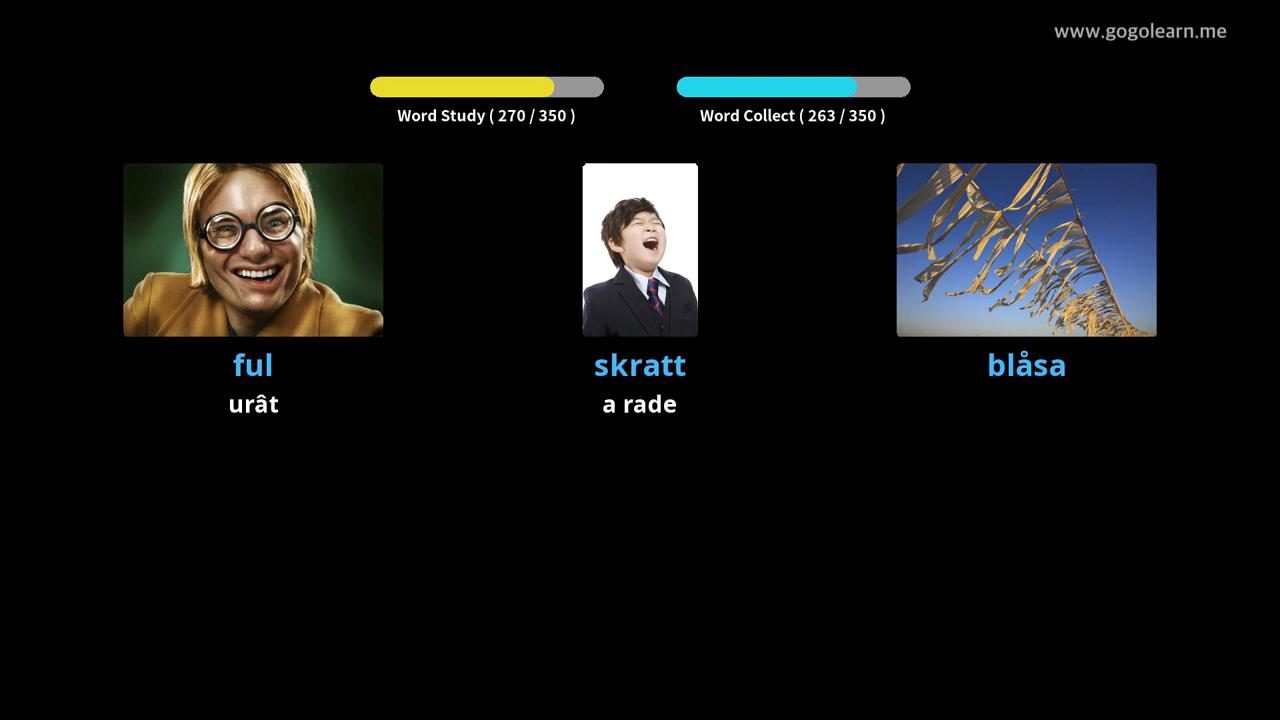 www.gogolearn.me
Word Study ( 270 / 350 )
Word Collect ( 263 / 350 )
ful
skratt
blåsa
urât
a rade